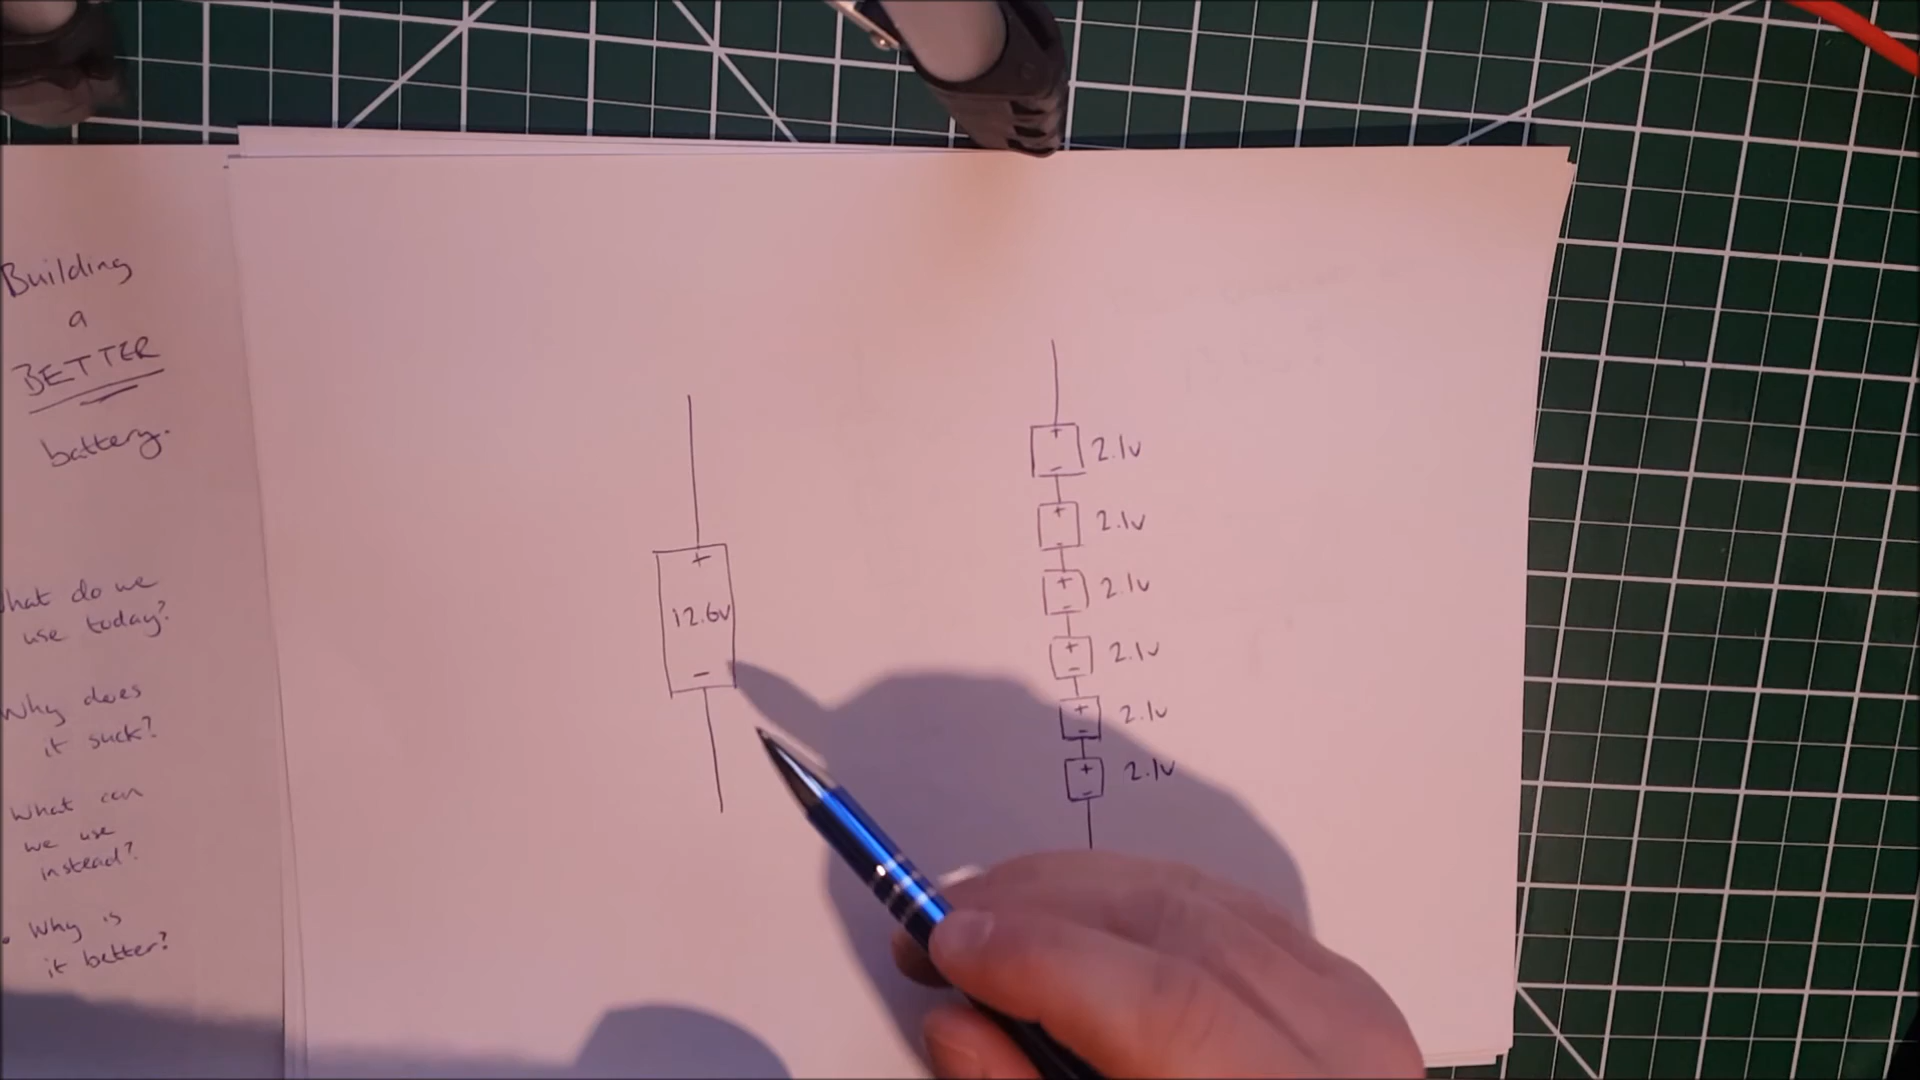 Building
a
BETTER
battery.
what do we
use today?
Why does
it suck?
What can
we use
instead?
• Why is
it better?
+
12.6v
-
+
-
2.1v
+
-
2.1v
+
-
2.1v
+
-
2.1v
+
-
2.1v
+
-
2.1v